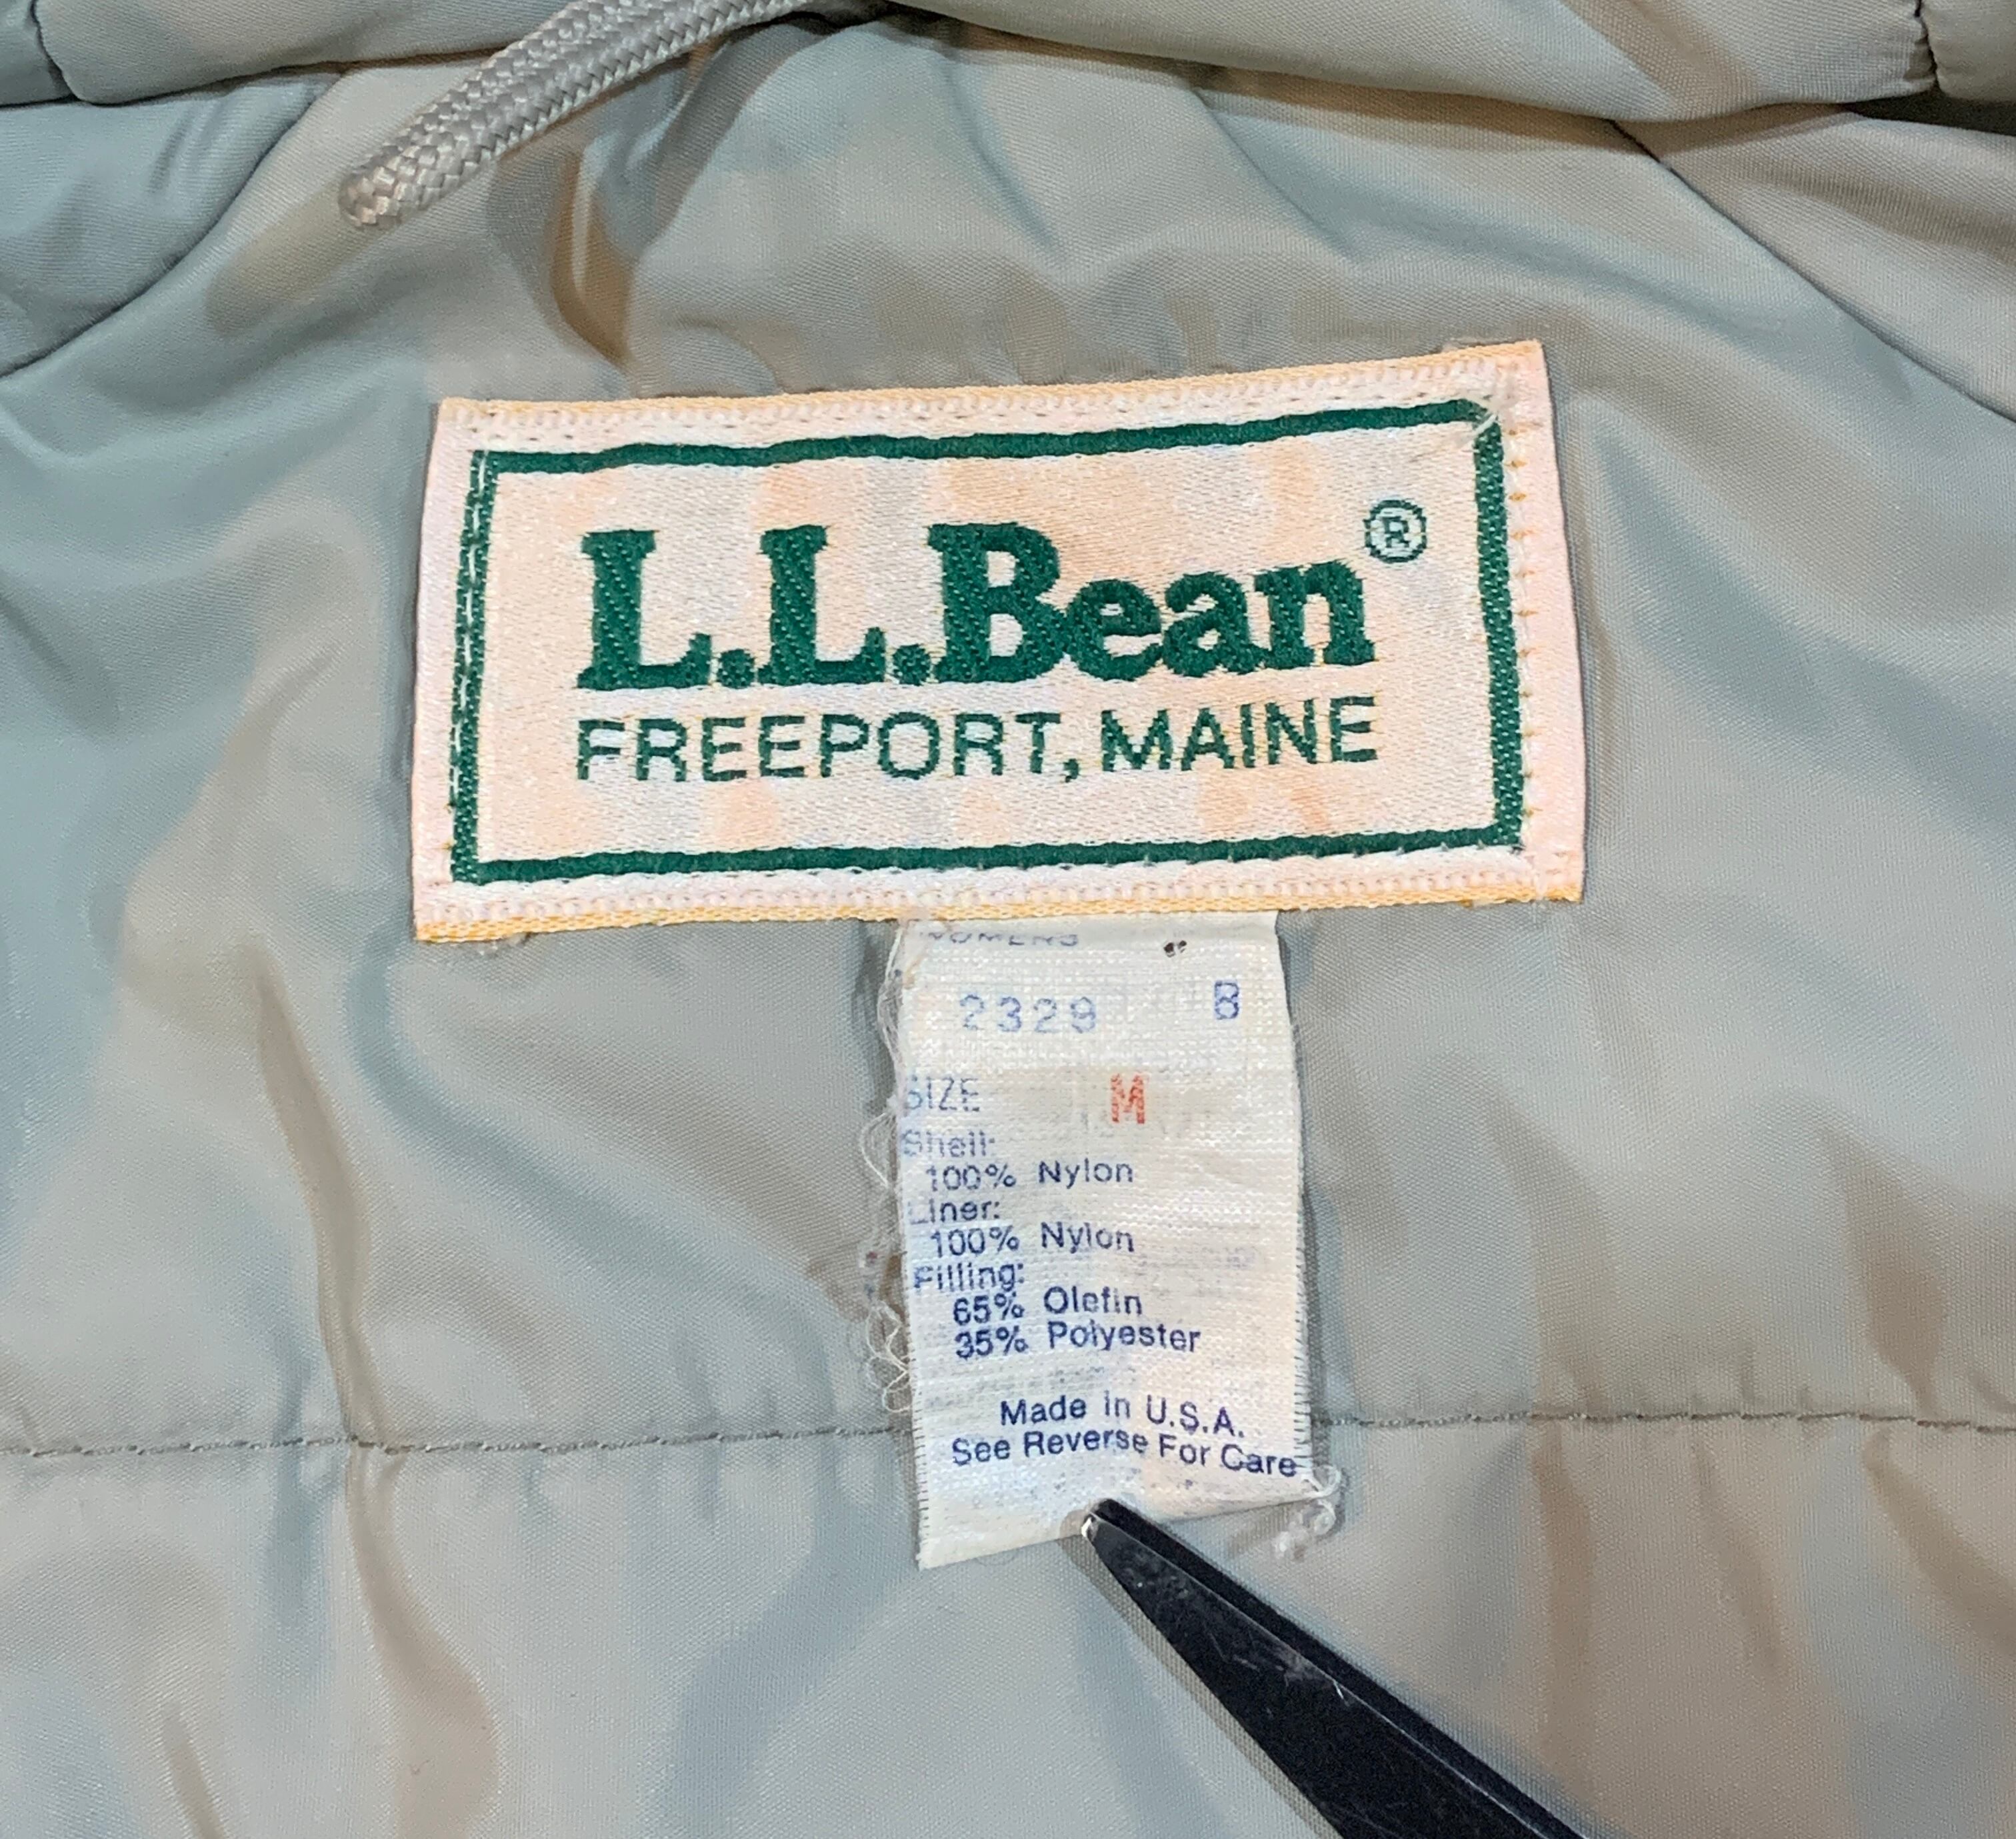 L.L.Bean®
FREEPORT, MAINE
WOMENS
2329 B
SIZE M
Shell:
100% Nylon
Liner:
100% Nylon
Filling:
65% Olefin
35% Polyester
Made in U.S.A.
See Reverse For Care